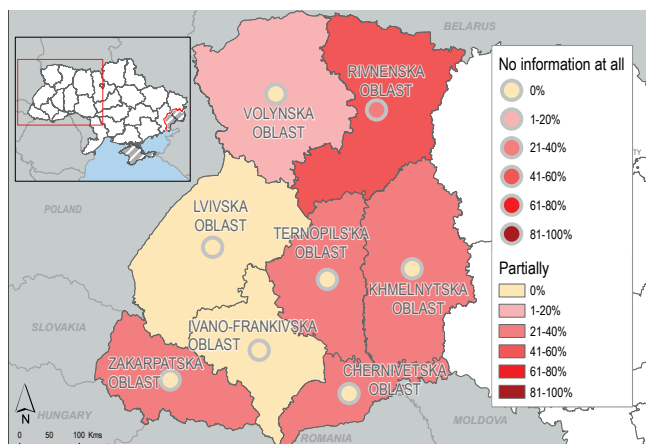 BELARUS
RIVNENSKA
OBLAST
VOLYNSKA
OBLAST
POLAND
LVIVSKA
OBLAST
TERNOPILS'KA
OBLAST
KHMELNYTSKA
OBLAST
SLOVAKIA
IVANO-FRANKIVSKA
OBLAST
ZAKARPATSKA
OBLAST
CHERNIVETSKA
OBLAST
HUNGARY
ROMANIA
MOLDOVA
N
0 50 100 Kms
No information at all
0%
1-20%
21-40%
41-60%
61-80%
81-100%
Partially
0%
1-20%
21-40%
41-60%
61-80%
81-100%